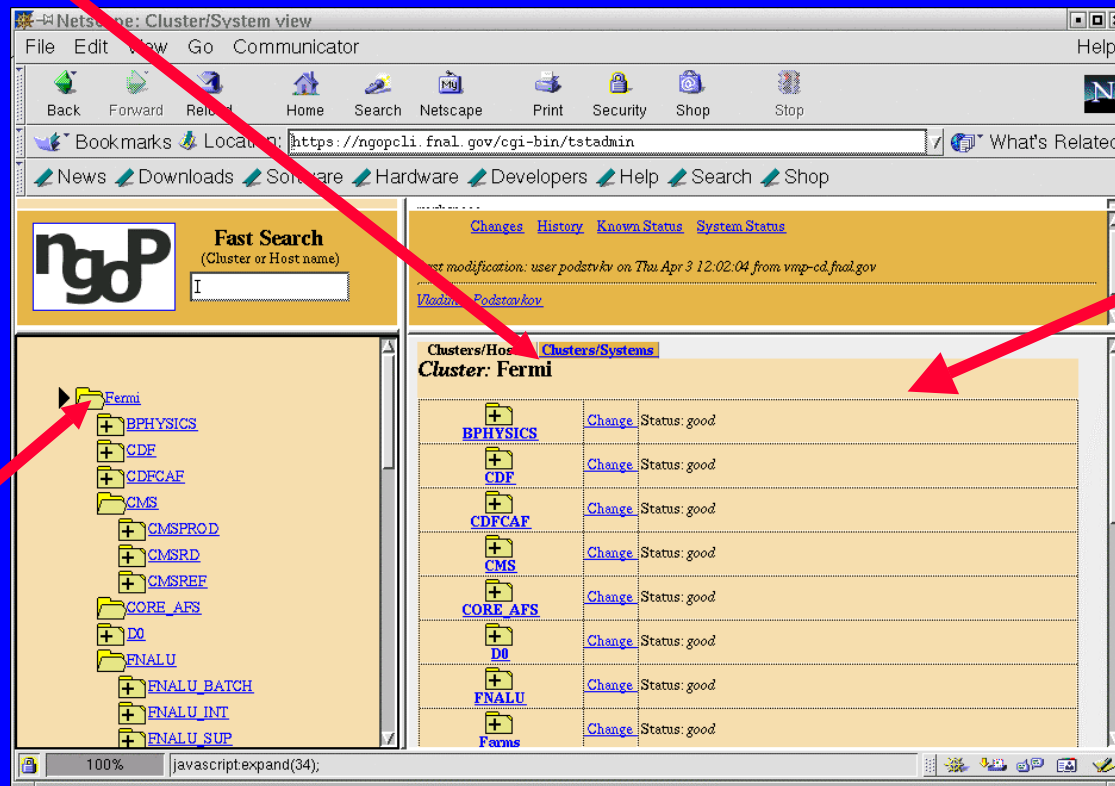 Netscape: Cluster/System view
File Edit View Go Communicator Help
Back Forward Reload Home Search Netscape Print Security Shop Stop
My
N
Bookmarks Location: https://ngopcli.fnal.gov/cgi-bin/tstadmin What's Related
News Downloads Software Hardware Developers Help Search Shop
ngop
Fast Search
(Cluster or Host name)
Changes History Known Status System Status
Last modification: user podstvkv on Thu Apr 3 12:02:04 from vmp-cd.fnal.gov
Vladimir Podstavkov
Fermi
BPHYSICS
CDF
CDFCAF
CMS
CMSPROD
CMSRD
CMSREF
CORE_AFS
D0
FNALU
FNALU_BATCH
FNALU_INT
FNALU_SUP
Clusters/Hosts Clusters/Systems
Cluster: Fermi
BPHYSICS Change Status: good
CDF Change Status: good
CDFCAF Change Status: good
CMS Change Status: good
CORE_AFS Change Status: good
D0 Change Status: good
FNALU Change Status: good
Farms Change Status: good
100% javascript:expand(34);